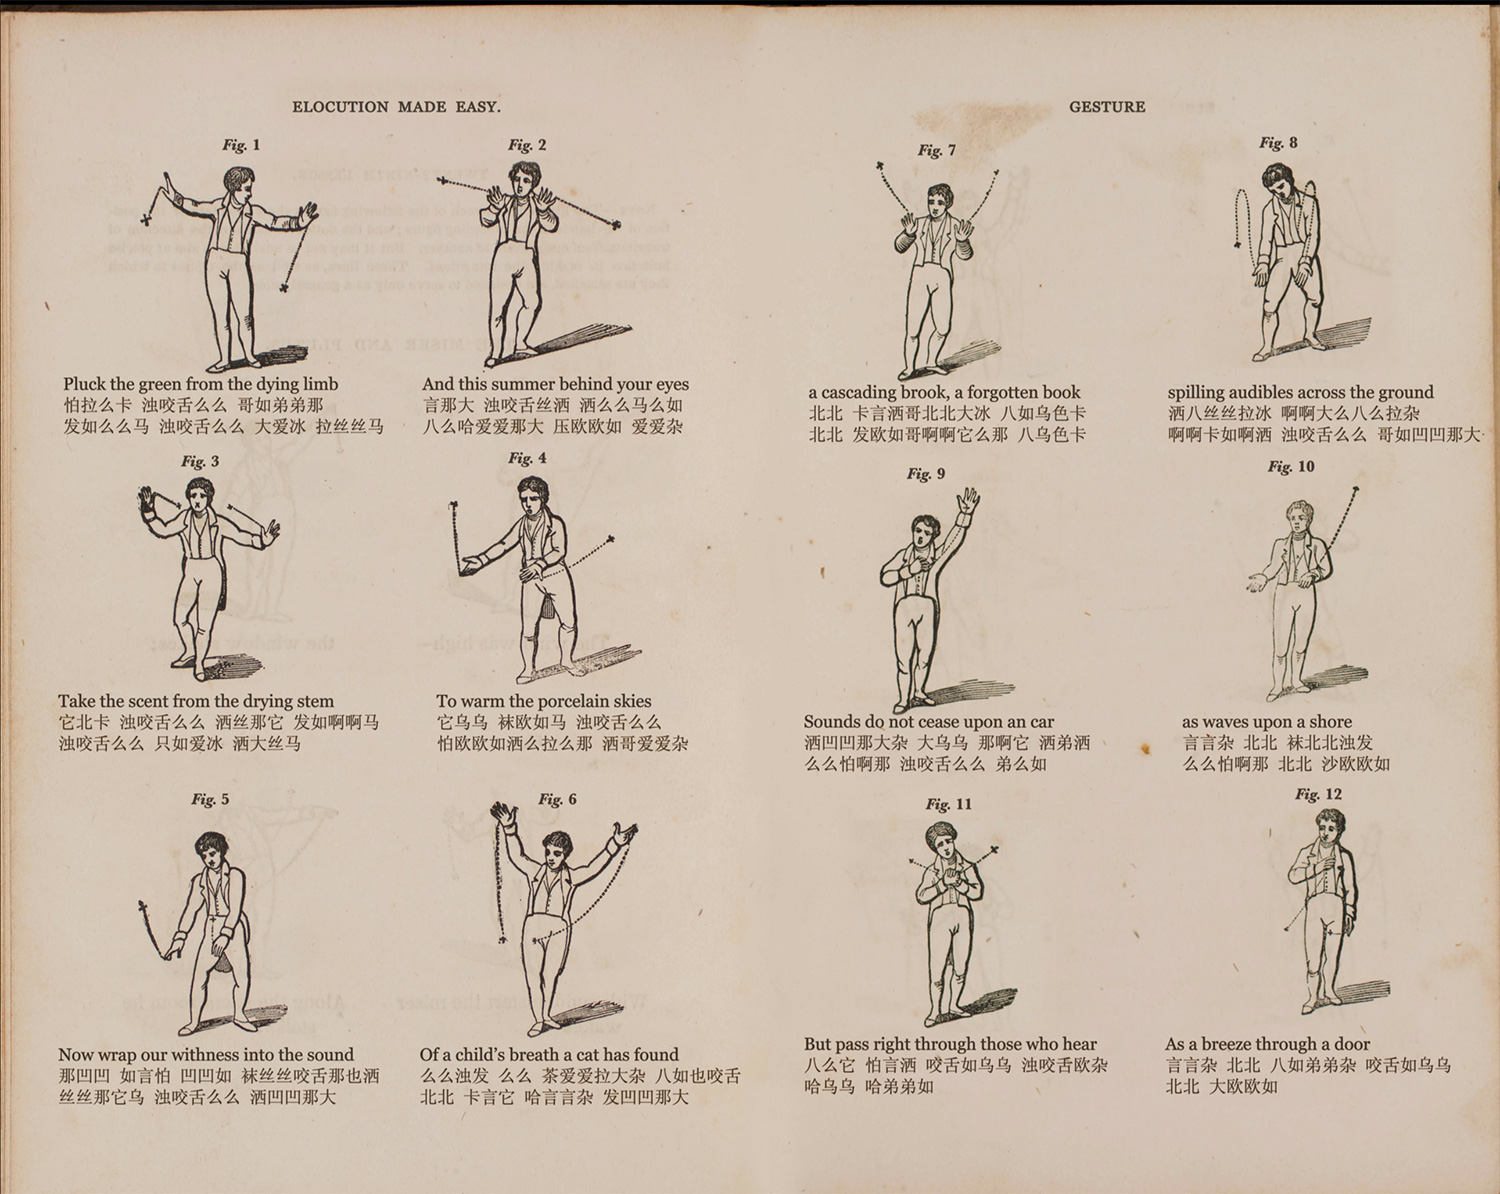 ELOCUTION MADE EASY.
Fig. 1
Pluck the green from the dying limb
怕拉么卡 浊咬舌么么 哥如弟弟那
发如么么马 浊咬舌么么 大爱冰 拉丝丝马
Fig. 2
And this summer behind your eyes
言那大 浊咬舌丝洒 洒么么马么如
八么哈爱爱那大 压欧欧如 爱爱杂
Fig. 3
Take the scent from the drying stem
它北卡 浊咬舌么么 洒丝那它 发如啊啊马
浊咬舌么么 只如爱冰 洒大丝马
Fig. 4
To warm the porcelain skies
它乌乌 袜欧如马 浊咬舌么么
怕欧欧如洒么拉么那 洒哥爱爱杂
Fig. 5
Now wrap our withness into the sound
那凹凹 如言怕 凹凹如 袜丝丝咬舌那也洒
丝丝那它乌 浊咬舌么么 洒凹凹那大
Fig. 6
Of a child’s breath a cat has found
么么浊发 么么 茶爱爱拉大杂 八如也咬舌
北北 卡言它 哈言言杂 发凹凹那大
GESTURE
Fig. 7
a cascading brook, a forgotten book
北北 卡言洒哥北北大冰 八如乌色卡
北北 发欧如哥啊啊它么那 八乌色卡
Fig. 8
spilling audibles across the ground
洒八丝丝拉冰 啊啊大么八么拉杂
啊啊卡如啊洒 浊咬舌么么 哥如凹凹那大
Fig. 9
Sounds do not cease upon an car
洒凹凹那大杂 大乌乌 那啊它 洒弟洒
么么怕啊那 浊咬舌么么 弟么如
Fig. 10
as waves upon a shore
言言杂 北北 袜北北浊发
么么怕啊那 北北 沙欧欧如
Fig. 11
But pass right through those who hear
八么它 怕言洒 咬舌如乌乌 浊咬舌欧杂
哈乌乌 哈弟弟如
Fig. 12
As a breeze through a door
言言杂 北北 八如弟弟杂 咬舌如乌乌
北北 大欧欧如